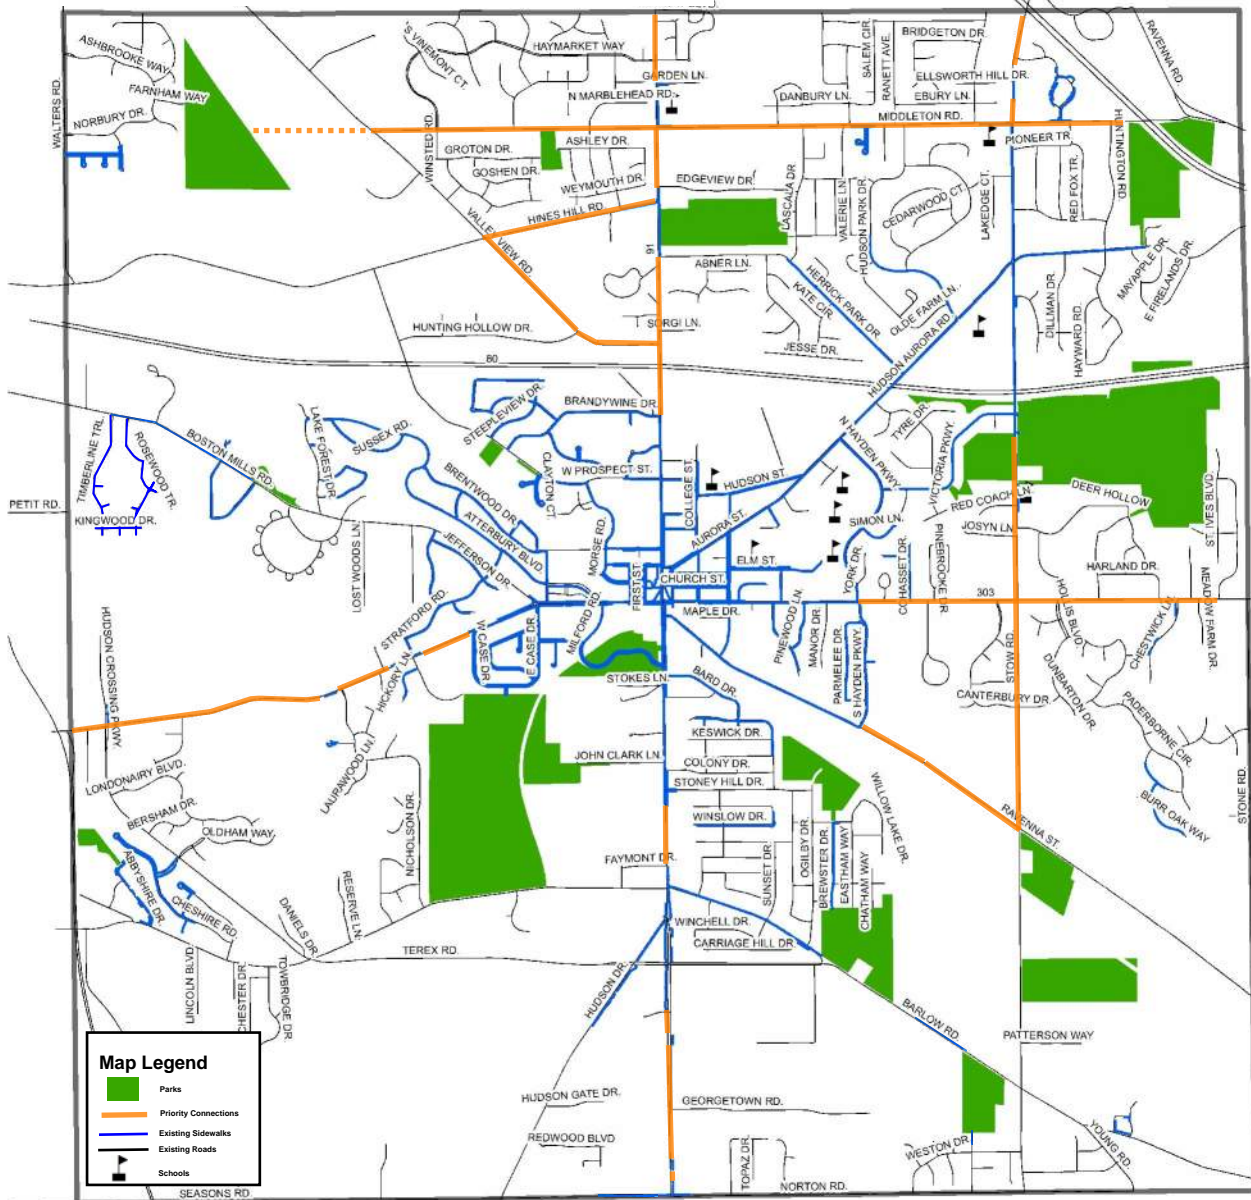 ASHBROOKE WAY
FARNHAM WAY
NORBURY DR.
WALTERS RD.
'S VINEMONT CT.
HAYMARKET WAY
GARDEN LN.
N MARBLEHEAD RD.
WINSTED RD.
GROTON DR.
GOSHEN DR.
ASHLEY DR.
WEYMOUTH DR.
HINES HILL RD.
VALLEY VIEW RD.
EDGEVIEW DR.
LASCALA DR
DANBURY LN.
SALEM CIR.
RANETT AVE.
BRIDGETON DR.
ELLSWORTH HILL DR.
EBURY LN.
MIDDLETON RD.
PIONEER TR.
RAVENNA RD.
HUNTINGTON RD
RED FOX TR.
LAKEDGE CT.
CEDARWOOD CT.
VALERIE LN.
HUDSON PARK DR.
91
ABNER LN.
HERRICK PARK DR
KATE CIR.
OLDE FARM LN.
JESSE DR.
HUDSON AURORA RD.
SORGI LN.
HUNTING HOLLOW DR.
80
DILLMAN DR.
HAYWARD RD.
MAYAPPLE DR.
E FIRELANDS DR.
STEEPLEVIEW DR.
BRANDYWINE DR.
LAKE FOREST DR.
SUSSEX RD.
TIMBERLINE TRL.
ROSEWOOD TR.
BOSTON MILLS RD.
KINGWOOD DR.
PETIT RD.
BRENTWOOD DR.
CLAYTON CT.
W PROSPECT ST.
COLLEGE ST.
HUDSON ST.
N HAYDEN PKWY.
TYRE DR.
VICTORIA PKWY.
RED COACH LN.
DEER HOLLOW
ST. IVES BLVD.
ATTERBURY BLVD.
JEFFERSON DR.
MORSE RD.
AURORA ST.
SIMON LN.
JOSYN LN.
HARLAND DR.
LOST WOODS LN.
FIRST ST.
CHURCH ST.
ELM ST.
YORK DR.
COHASSET DR.
PINEBROOKE DR
303
HOLLIS BLVD.
CHESTWICK LN.
MEADOW FARM DR.
STRATFORD RD.
HICKORY LN.
W CASE DR
E CASE DR.
MILFORD RD.
MAPLE DR.
PINEWOOD LN.
MANOR DR.
PARMELEE DR.
S HAYDEN PKWY.
STOW RD.
CANTERBURY DR.
DUNBARTON DR.
PADERBORNE CIR.
HUDSON CROSSING PKWY.
STOKES LN.
BARD DR.
KESWICK DR.
COLONY DR.
STONEY HILL DR.
WINSLOW DR.
JOHN CLARK LN.
LONDONAIRY BLVD.
BERSHAM DR.
OLDHAM WAY
LAURAWOOD LN.
NICHOLSON DR.
FAYMONT DR.
SUNSET DR.
OGILBY DR.
BREWSTER DR.
EASTHAM WAY
CHATHAM WAY
WILLOW LAKE DR.
RAVENNA ST.
BURR OAK WAY
STONE RD.
ABBYSHIRE DR.
CHESHIRE RD.
RESERVE LN.
DANIELS DR.
LINCOLN BLVD.
CHESTER DR.
TOWBRIDGE DR.
TEREX RD.
WINCHELL DR.
CARRIAGE HILL DR.
HUDSON DR.
BARLOW RD.
PATTERSON WAY
HUDSON GATE DR.
GEORGETOWN RD.
REDWOOD BLVD
TOPAZ DR.
NORTON RD.
WESTON DR.
YOUNG RD.
SEASONS RD.
Map Legend
Parks
Priority Connections
Existing Sidewalks
Existing Roads
Schools